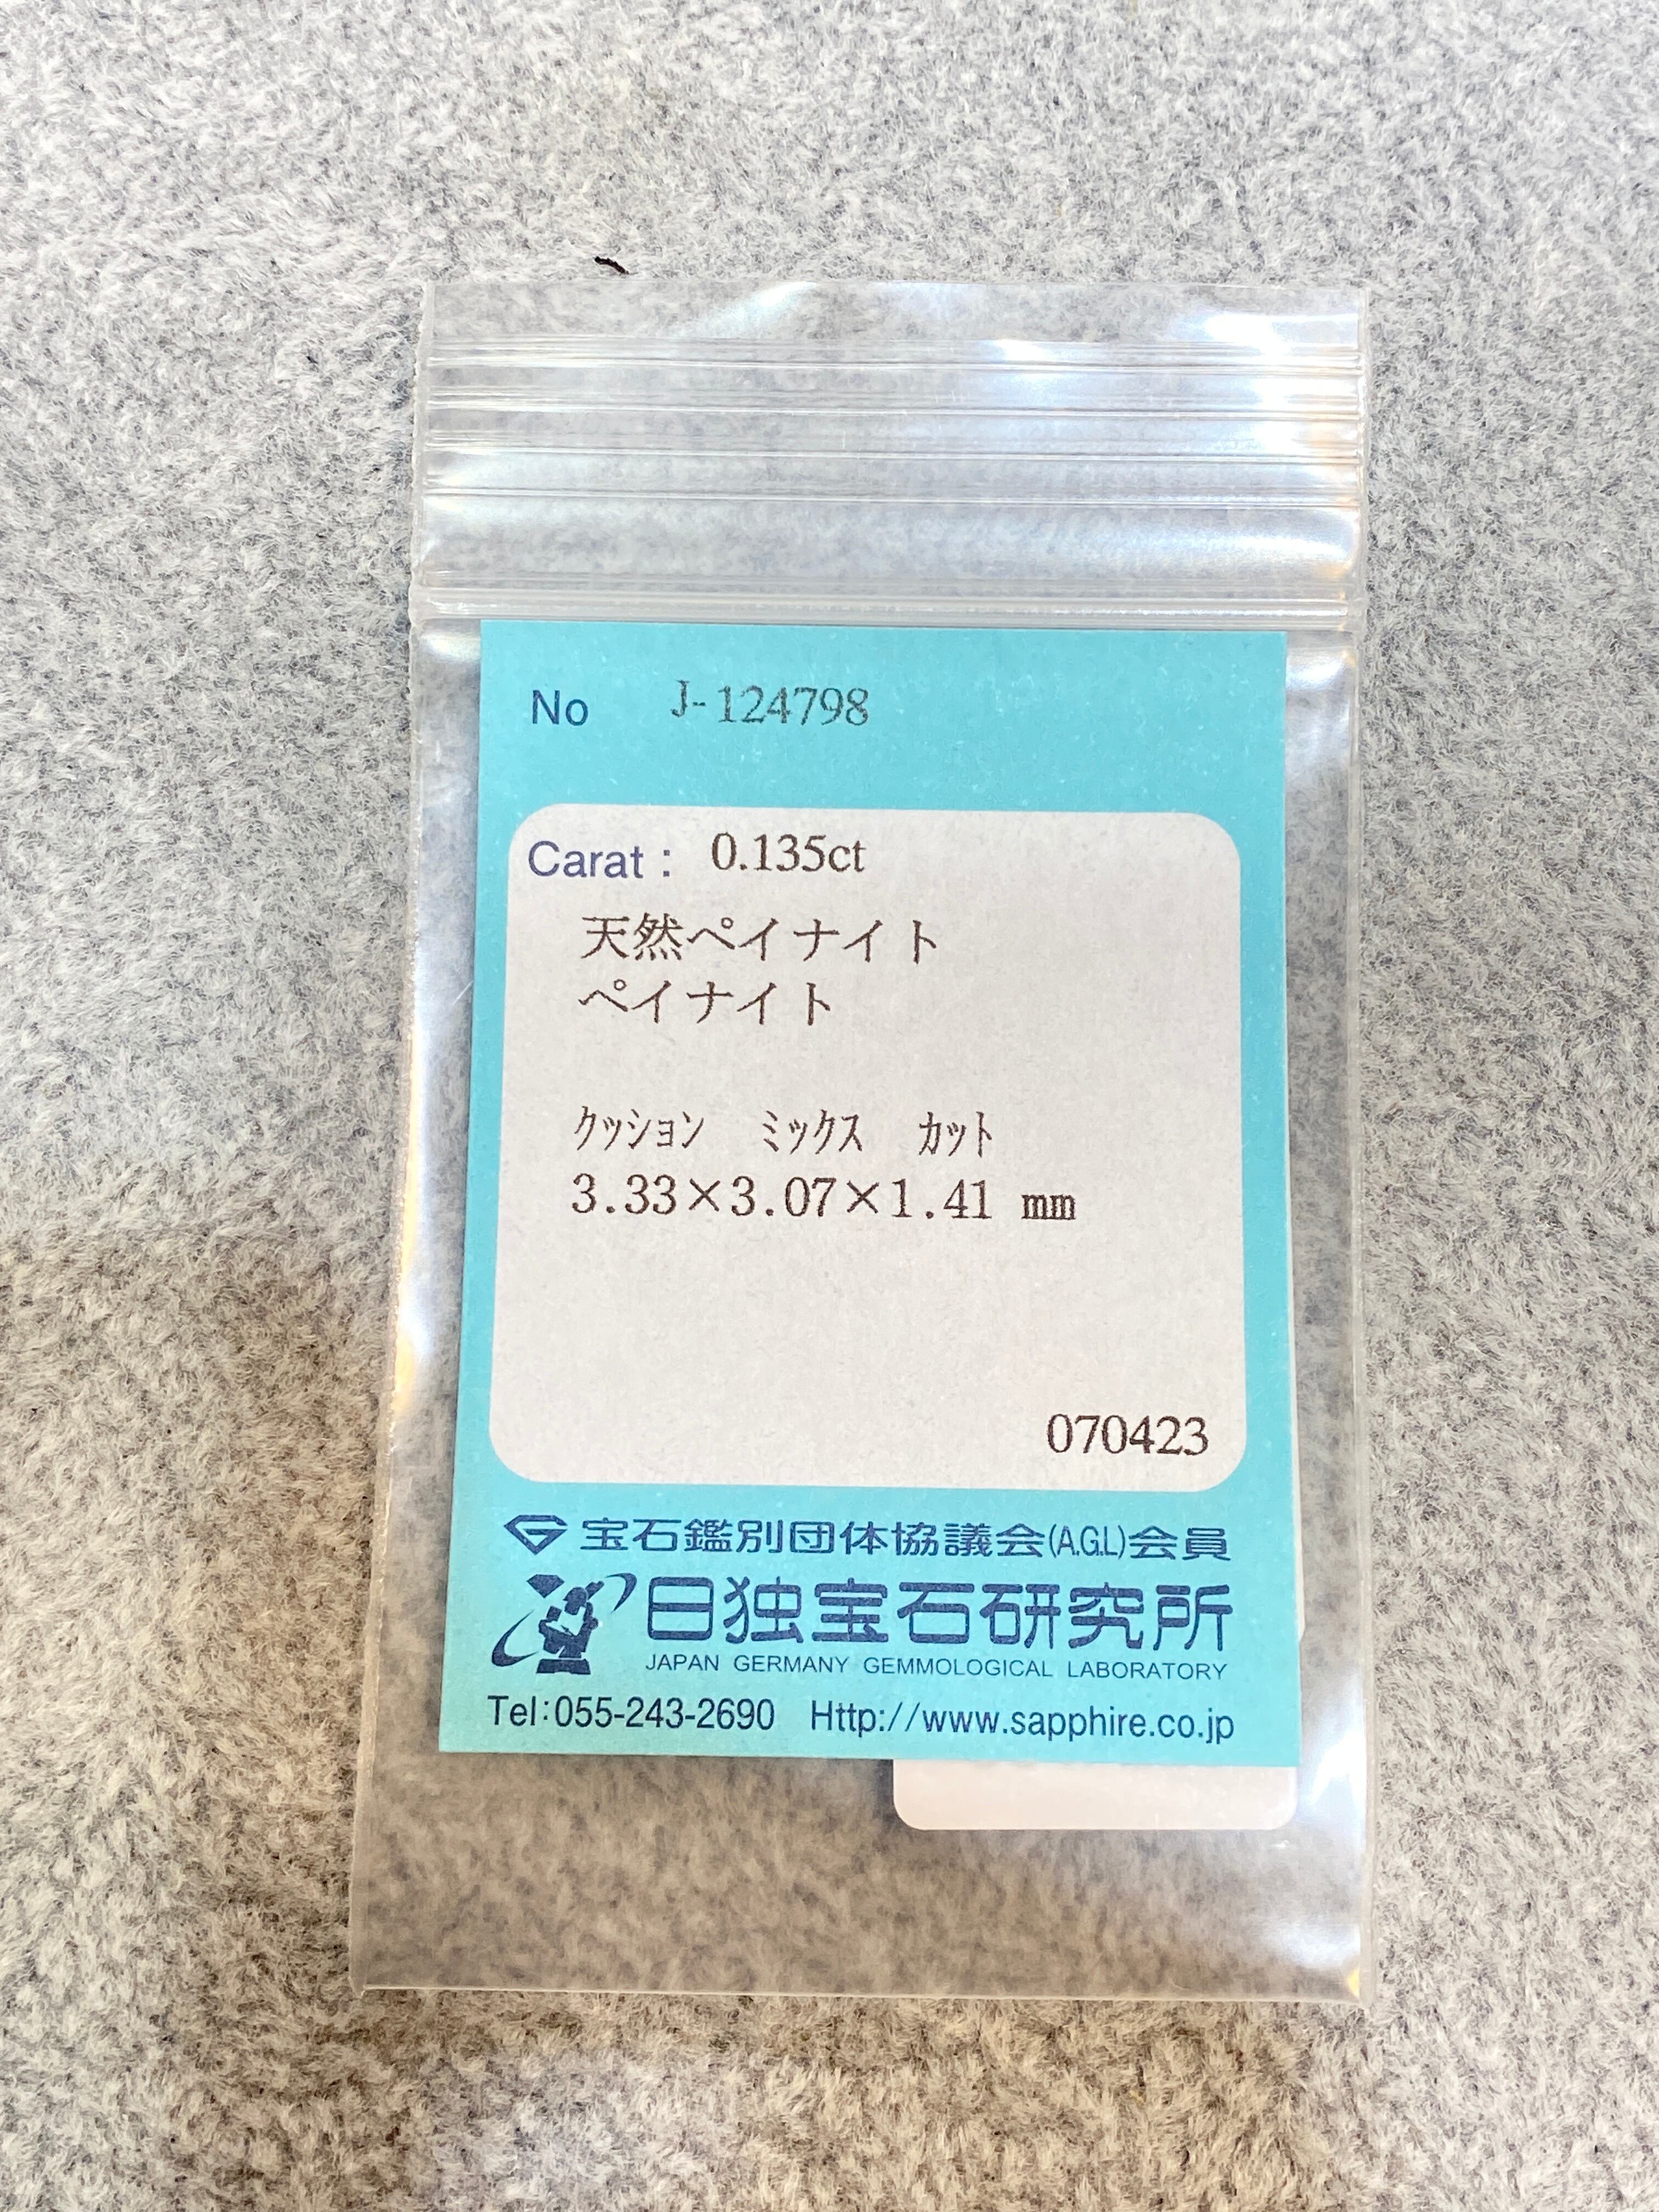 No J-124798
Carat : 0.135ct
天然ペイナイト
ペイナイト
ｸｯｼｮﾝ ﾐｯｸｽ ｶｯﾄ
3.33×3.07×1.41 mm
070423
宝石鑑別団体協議会(A.G.L)会員
日独宝石研究所
JAPAN GERMANY GEMMOLOGICAL LABORATORY
Tel:055-243-2690 Http://www.sapphire.co.jp